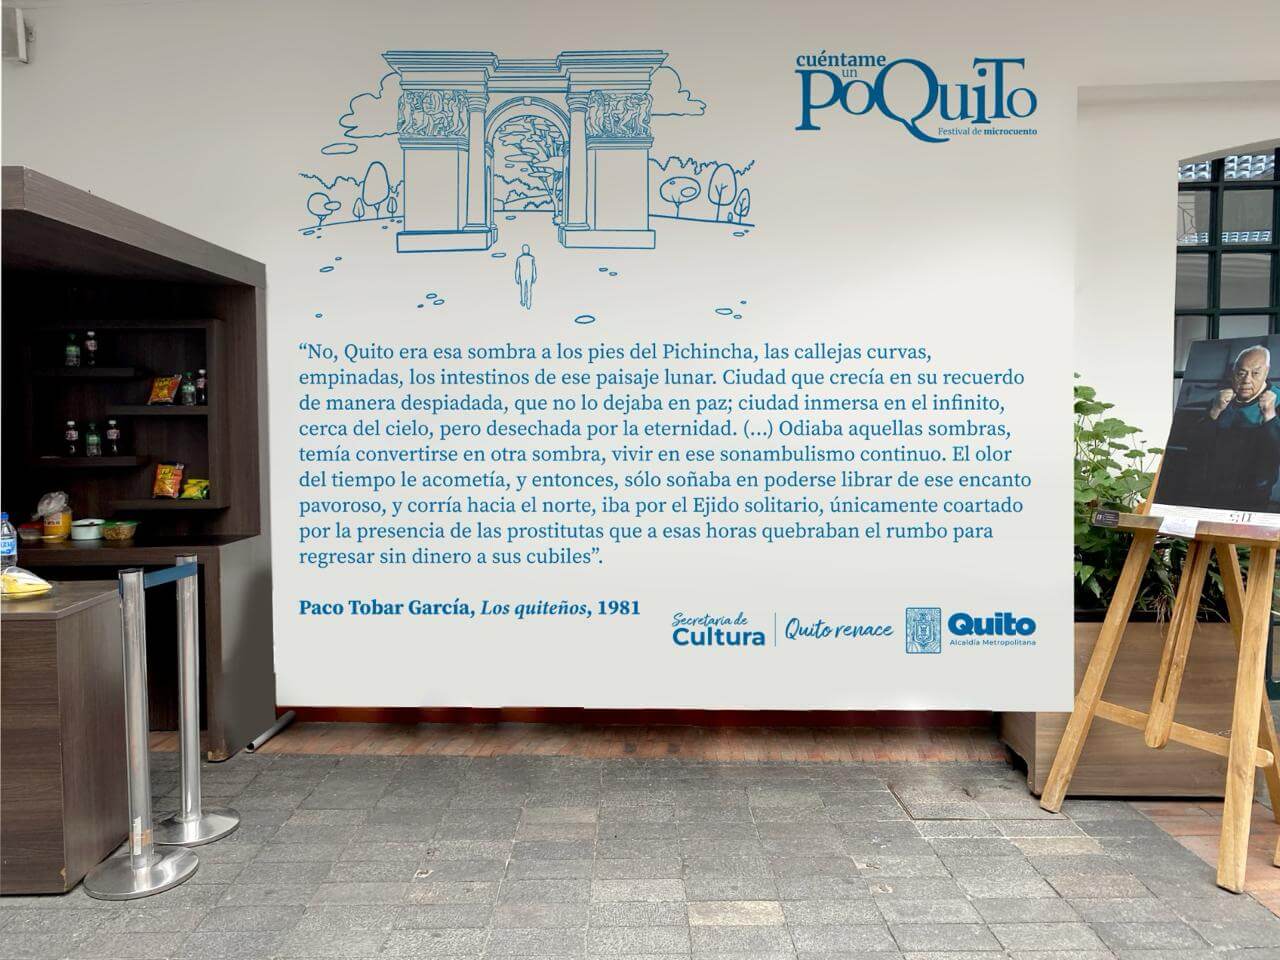 cuéntame
un
PoQuiTo
Festival de microcuento
“No, Quito era esa sombra a los pies del Pichincha, las callejas curvas,
empinadas, los intestinos de ese paisaje lunar. Ciudad que crecía en su recuerdo
de manera despiadada, que no lo dejaba en paz; ciudad inmersa en el infinito,
cerca del cielo, pero desechada por la eternidad. (...) Odiaba aquellas sombras,
temía convertirse en otra sombra, vivir en ese sonambulismo continuo. El olor
del tiempo le acometía, y entonces, sólo soñaba en poderse librar de ese encanto
pavoroso, y corría hacia el norte, iba por el Ejido solitario, únicamente coartado
por la presencia de las prostitutas que a esas horas quebraban el rumbo para
regresar sin dinero a sus cubiles”.
Paco Tobar García, Los quiteños, 1981
Secretaría de
Cultura
Quito renace
Quito
Alcaldía Metropolitana